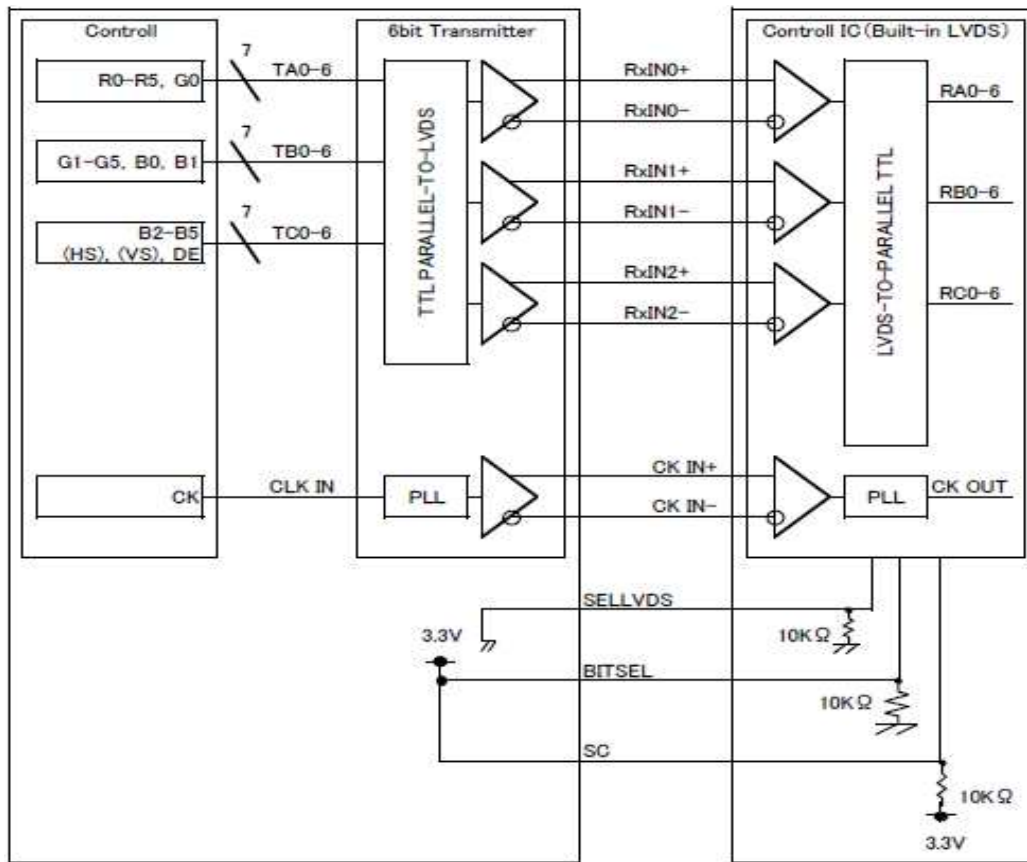 Controll
6bit Transmitter
Controll IC(Built-in LVDS)
R0-R5, G0
7
TA0-6
RxIN0+
RxIN0-
RA0-6
G1-G5, B0, B1
7
TB0-6
RxIN1+
RxIN1-
RB0-6
B2-B5
(HS), (VS), DE
7
TC0-6
RxIN2+
RxIN2-
RC0-6
TTL PARALLEL-TO-LVDS
LVDS-TO-PARALLEL TTL
CK
CLK IN
PLL
CK IN+
CK IN-
PLL
CK OUT
SELLVDS
10KΩ
3.3V
BITSEL
10KΩ
SC
10KΩ
3.3V